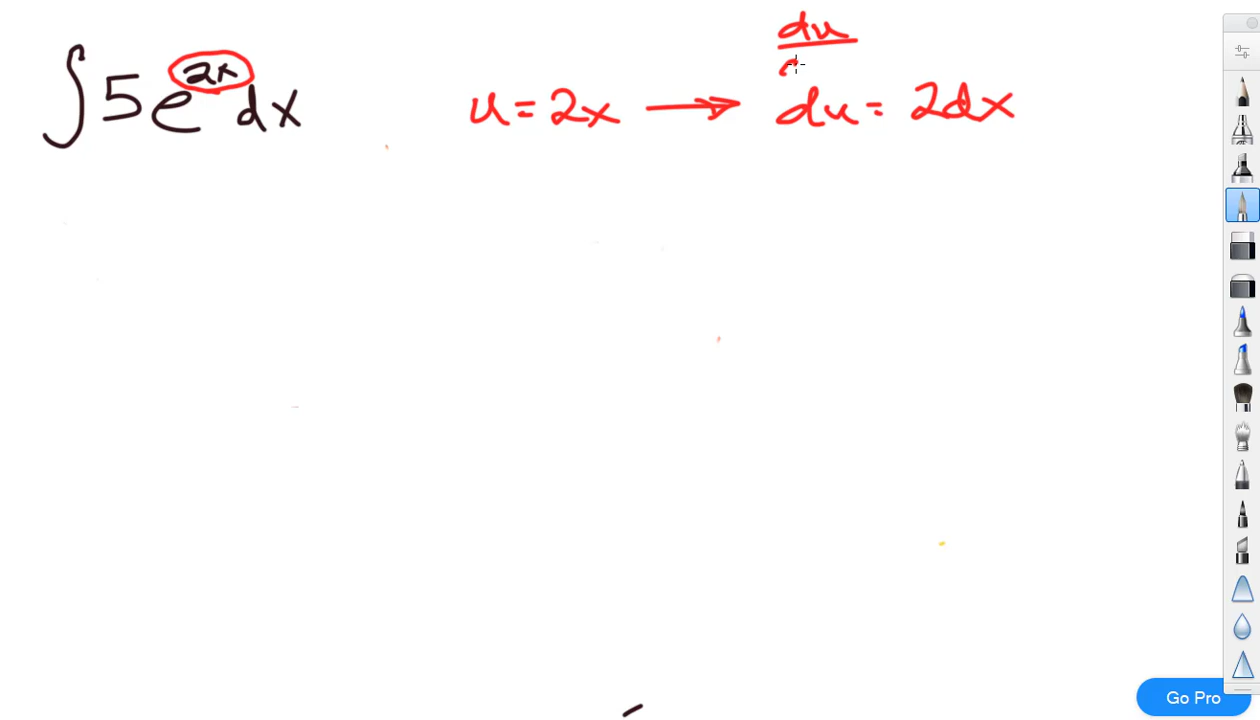 ∫5e^{2x}dx
du
u = 2x → du = 2dx
Go Pro